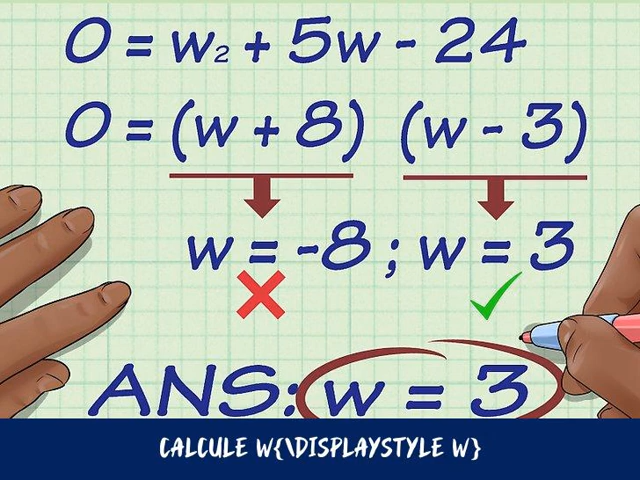 0 = w₂ + 5w - 24
0 = (w + 8) (w - 3)
w = -8 ; w = 3
ANS: w = 3
CALCULE W{\DISPLAYSTYLE W}